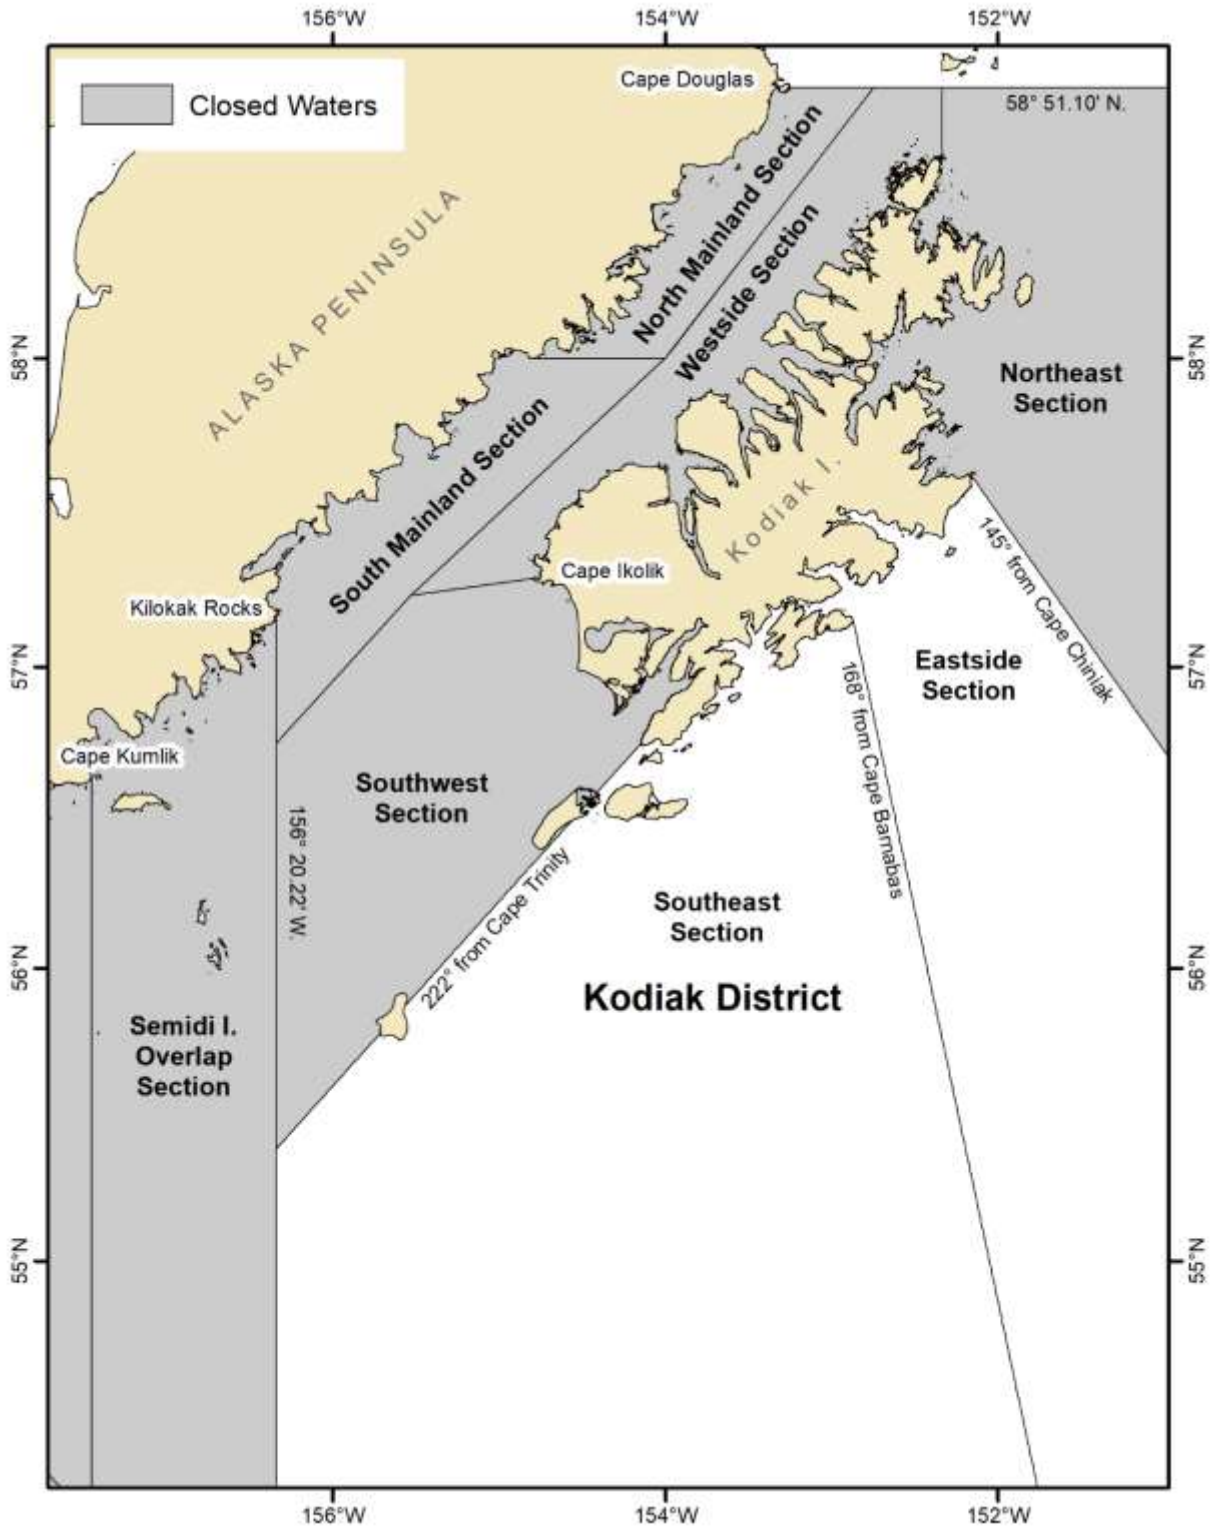 156°W
154°W
152°W
Closed Waters
Cape Douglas
58° 51.10' N.
North Mainland Section
Westside Section
ALASKA PENINSULA
58°N
58°N
Northeast
Section
South Mainland Section
Kodiak I.
145° from Cape Chiniak
Cape Ikolik
Kilokak Rocks
57°N
57°N
Eastside
Section
168° from Cape Barnabas
Cape Kumlik
Southwest
Section
156° 20.22' W.
222° from Cape Trinity
Southeast
Section
56°N
56°N
Kodiak District
Semidi I.
Overlap
Section
55°N
55°N
156°W
154°W
152°W